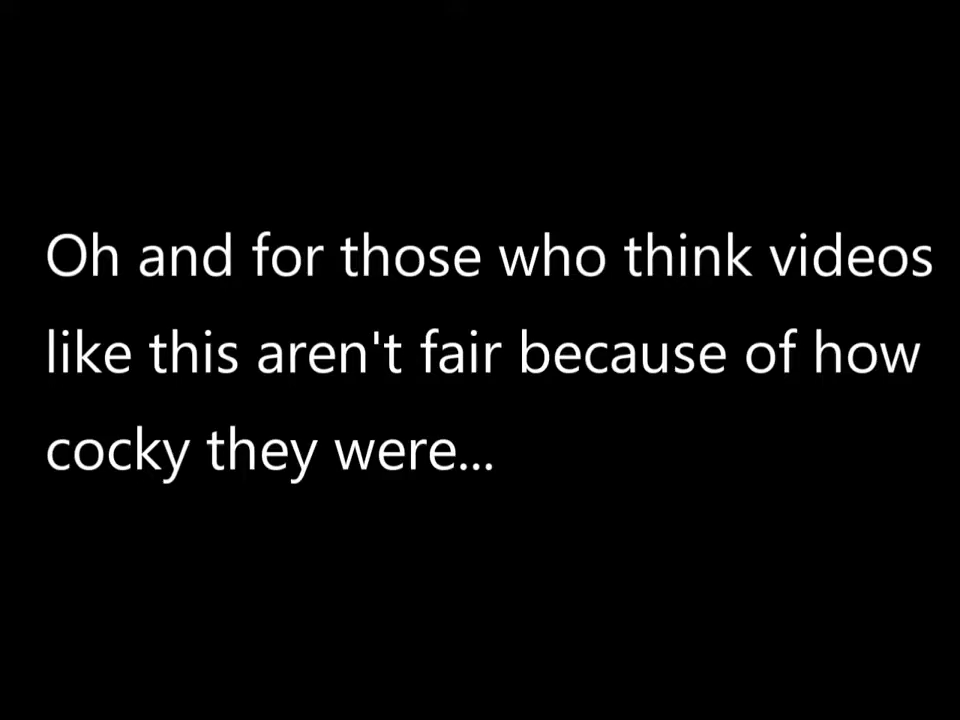 Oh and for those who think videos
like this aren't fair because of how
cocky they were...